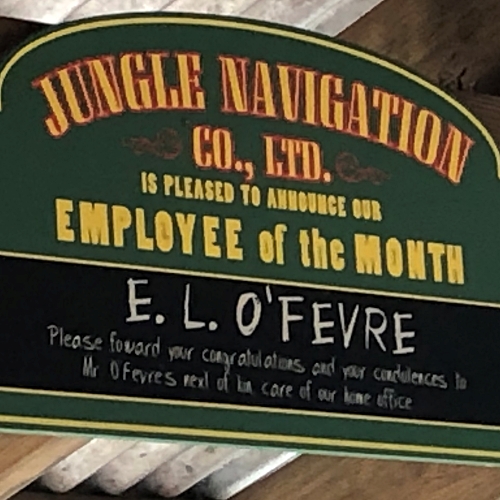 JUNGLE NAVIGATION
CO., LTD.
IS PLEASED TO ANNOUNCE OUR
EMPLOYEE of the MONTH
E. L. O'FEVRE
Please foward your congratulations and your condolences to
Mr O'Fevres next of kin care of our home office